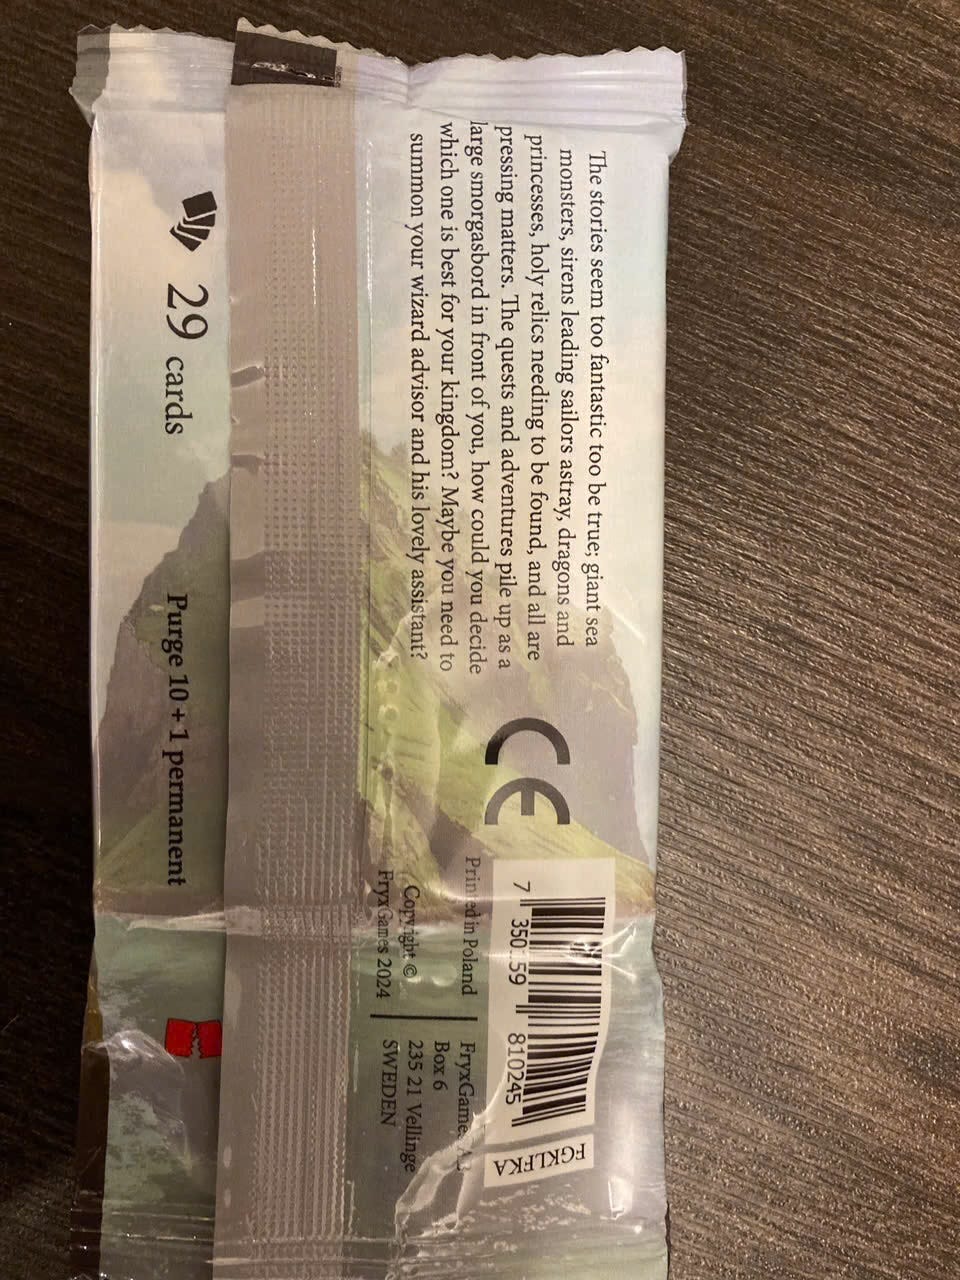 The stories seem too fantastic too be true; giant sea
monsters, sirens leading sailors astray, dragons and
princesses, holy relics needing to be found, and all are
pressing matters. The quests and adventures pile up as a
large smorgasbord in front of you, how could you decide
which one is best for your kingdom? Maybe you need to
summon your wizard advisor and his lovely assistant?
CE
7 810245
FGKLFKA
Printed in Poland
Copyright ©
FryxGames 2024
Box 6
235 21 Vellinge
SWEDEN
29 cards
Purge 10 + 1 permanent